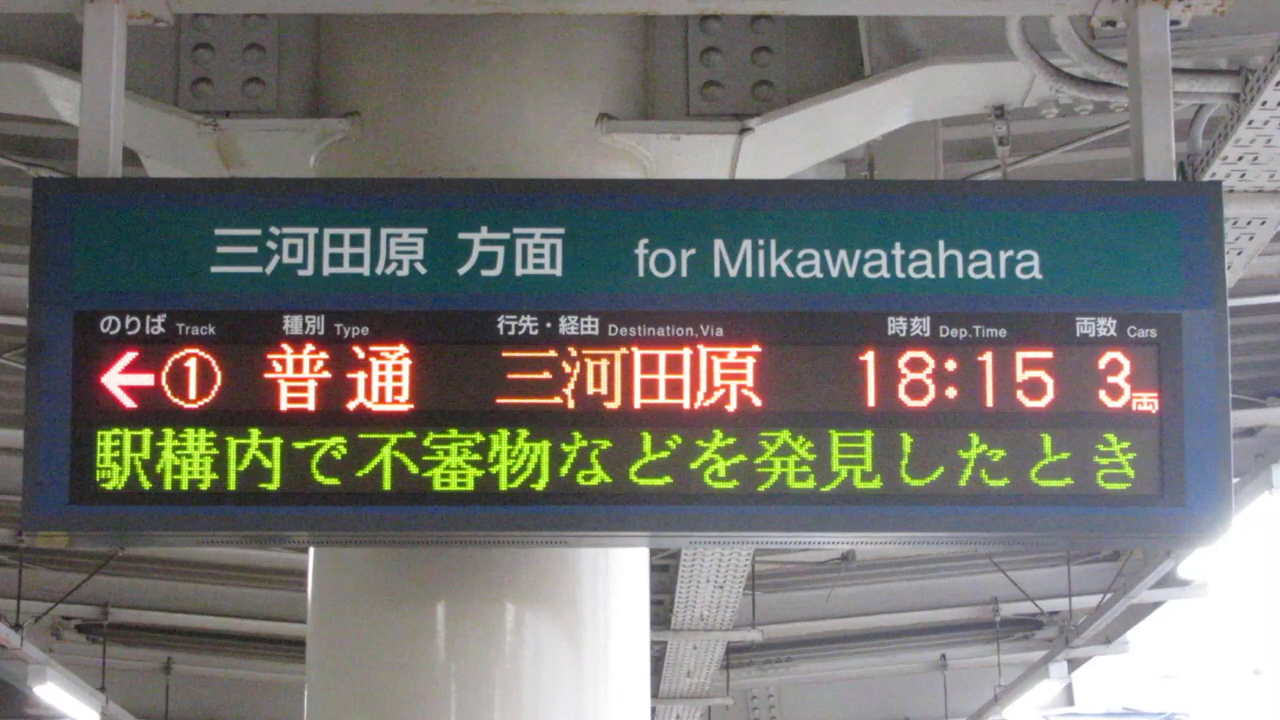 三河田原 方面 for Mikawatahara
のりば Track 種別 Type 行先・経由 Destination,Via 時刻 Dep.Time 両数 Cars
←① 普通 三河田原 18:15 3両
駅構内で不審物などを発見したとき